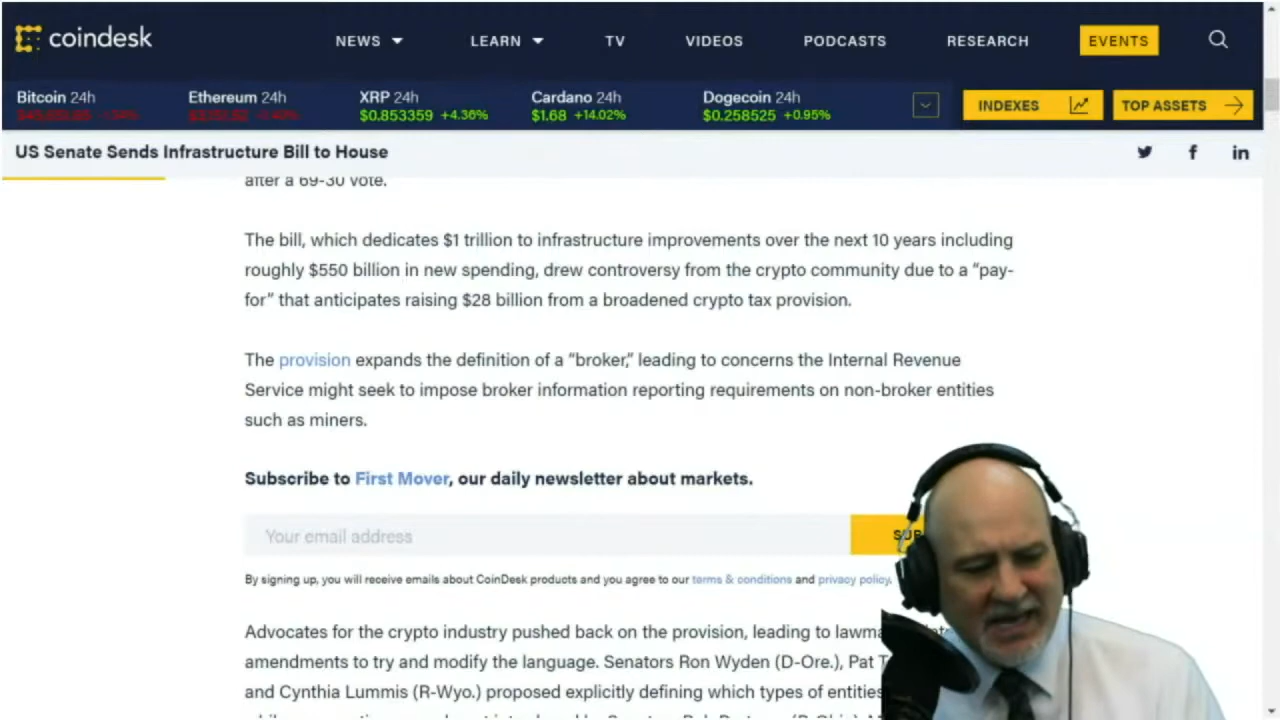 coindesk
NEWS LEARN TV VIDEOS PODCASTS RESEARCH EVENTS
Bitcoin 24h Ethereum 24h XRP 24h Cardano 24h Dogecoin 24h
$0.853359 +4.36% $1.68 +14.02% $0.258525 +0.95%
INDEXES TOP ASSETS
US Senate Sends Infrastructure Bill to House
after a 69-30 vote.
The bill, which dedicates $1 trillion to infrastructure improvements over the next 10 years including
roughly $550 billion in new spending, drew controversy from the crypto community due to a “pay-
for” that anticipates raising $28 billion from a broadened crypto tax provision.
The provision expands the definition of a “broker,” leading to concerns the Internal Revenue
Service might seek to impose broker information reporting requirements on non-broker entities
such as miners.
Subscribe to First Mover, our daily newsletter about markets.
Your email address
By signing up, you will receive emails about CoinDesk products and you agree to our terms & conditions and privacy policy.
Advocates for the crypto industry pushed back on the provision, leading to
amendments to try and modify the language. Senators Ron Wyden (D-Ore.), Pat
and Cynthia Lummis (R-Wyo.) proposed explicitly defining which types of entities